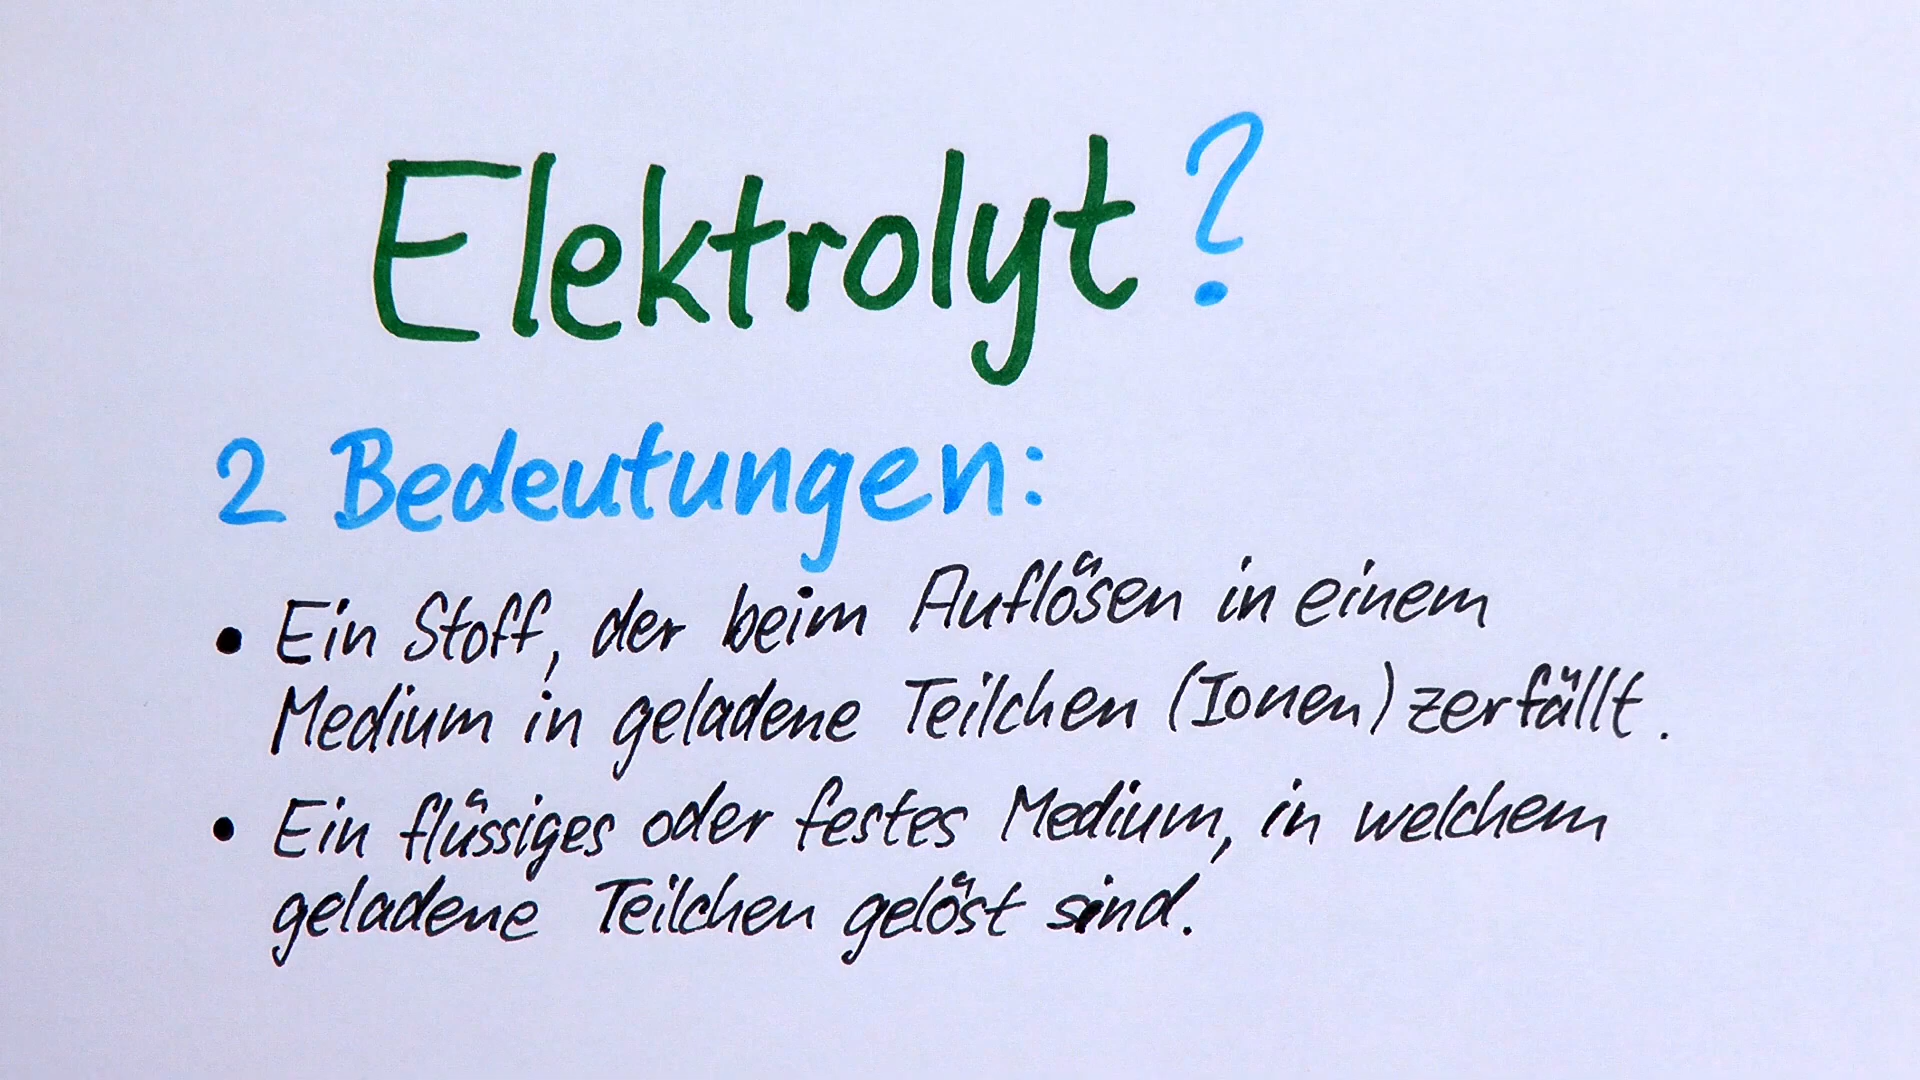 Elektrolyt?
2 Bedeutungen:
• Ein Stoff, der beim Auflösen in einem
Medium in geladene Teilchen (Ionen) zerfällt.
• Ein flüssiges oder festes Medium, in welchem
geladene Teilchen gelöst sind.